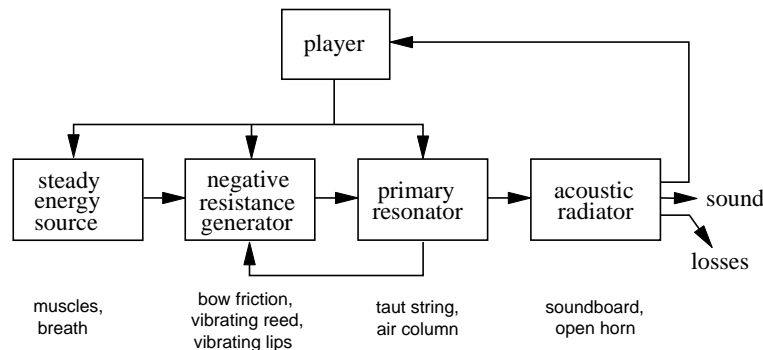 player
steady
energy
source
negative
resistance
generator
primary
resonator
acoustic
radiator
sound
losses
muscles,
breath
bow friction,
vibrating reed,
vibrating lips
taut string,
air column
soundboard,
open horn